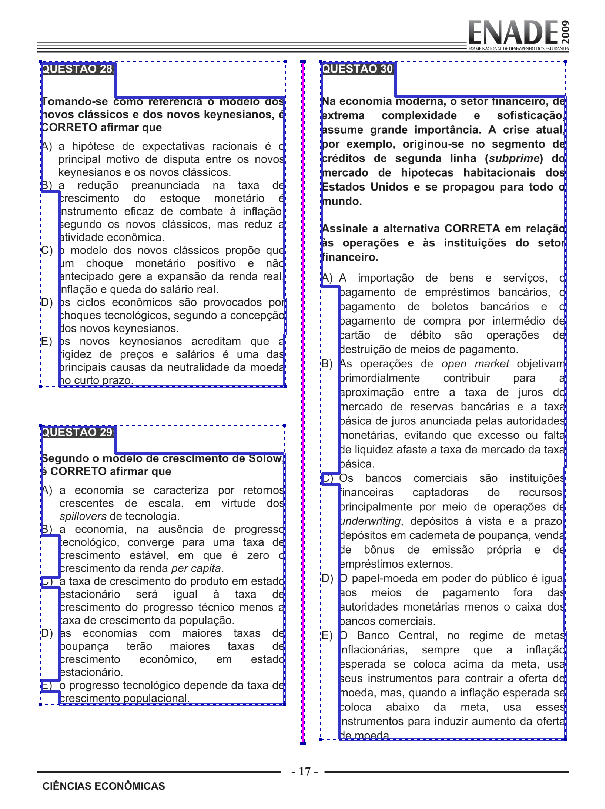 ENADE 2009
EXAME NACIONAL DE DESEMPENHO DOS ESTUDANTES
QUESTÃO 28
Tomando-se como referência o modelo dos
novos clássicos e dos novos keynesianos, é
CORRETO afirmar que
A) a hipótese de expectativas racionais é o
principal motivo de disputa entre os novos
keynesianos e os novos clássicos.
B) a redução preanunciada na taxa de
crescimento do estoque monetário é
instrumento eficaz de combate à inflação,
segundo os novos clássicos, mas reduz a
atividade econômica.
C) o modelo dos novos clássicos propõe que
um choque monetário positivo e não
antecipado gere a expansão da renda real,
inflação e queda do salário real.
D) os ciclos econômicos são provocados por
choques tecnológicos, segundo a concepção
dos novos keynesianos.
E) os novos keynesianos acreditam que a
rigidez de preços e salários é uma das
principais causas da neutralidade da moeda
no curto prazo.
QUESTÃO 29
Segundo o modelo de crescimento de Solow,
é CORRETO afirmar que
A) a economia se caracteriza por retornos
crescentes de escala, em virtude dos
spillovers de tecnologia.
B) a economia, na ausência de progresso
tecnológico, converge para uma taxa de
crescimento estável, em que é zero o
crescimento da renda per capita.
C) a taxa de crescimento do produto em estado
estacionário será igual à taxa de
crescimento do progresso técnico menos a
taxa de crescimento da população.
D) as economias com maiores taxas de
poupança terão maiores taxas de
crescimento econômico, em estado
estacionário.
E) o progresso tecnológico depende da taxa de
crescimento populacional.
QUESTÃO 30
Na economia moderna, o setor financeiro, de
extrema complexidade e sofisticação,
assume grande importância. A crise atual,
por exemplo, originou-se no segmento de
créditos de segunda linha (subprime) do
mercado de hipotecas habitacionais dos
Estados Unidos e se propagou para todo o
mundo.
Assinale a alternativa CORRETA em relação
às operações e às instituições do setor
financeiro.
A) A importação de bens e serviços, o
pagamento de empréstimos bancários, o
pagamento de boletos bancários e o
pagamento de compra por intermédio de
cartão de débito são operações de
destruição de meios de pagamento.
B) As operações de open market objetivam
primordialmente contribuir para a
aproximação entre a taxa de juros do
mercado de reservas bancárias e a taxa
básica de juros anunciada pelas autoridades
monetárias, evitando que excesso ou falta
de liquidez afaste a taxa de mercado da taxa
básica.
C) Os bancos comerciais são instituições
financeiras captadoras de recursos,
principalmente por meio de operações de
underwriting, depósitos à vista e a prazo,
depósitos em caderneta de poupança, venda
de bônus de emissão própria e de
empréstimos externos.
D) O papel-moeda em poder do público é igual
aos meios de pagamento fora das
autoridades monetárias menos o caixa dos
bancos comerciais.
E) O Banco Central, no regime de metas
inflacionárias, sempre que a inflação
esperada se coloca acima da meta, usa
seus instrumentos para contrair a oferta de
moeda, mas, quando a inflação esperada se
coloca abaixo da meta, usa esses
instrumentos para induzir aumento da oferta
de moeda.
- 17 -
CIÊNCIAS ECONÔMICAS